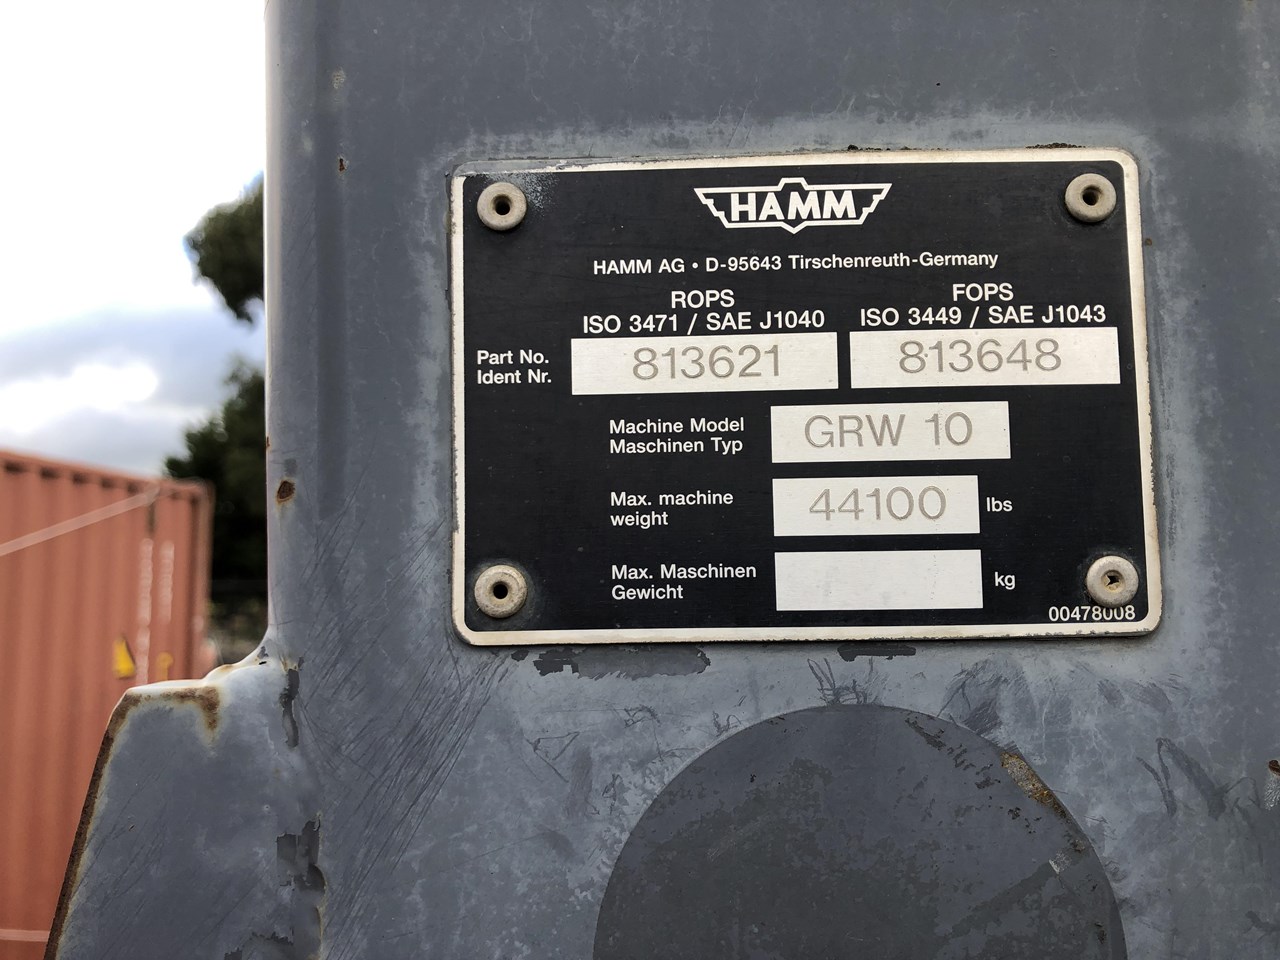 HAMM
HAMM AG • D-95643 Tirschenreuth-Germany
ROPS
ISO 3471 / SAE J1040
FOPS
ISO 3449 / SAE J1043
Part No.
Ident Nr.
813621
813648
Machine Model
Maschinen Typ
GRW 10
Max. machine
weight
44100
lbs
Max. Maschinen
Gewicht
kg
00478008